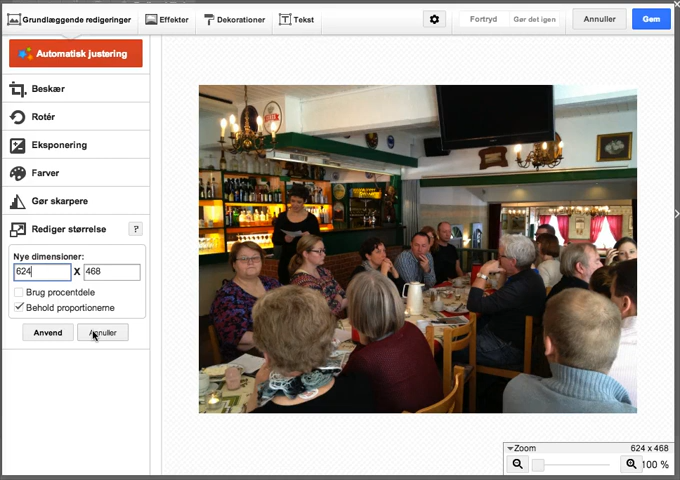 Grundlæggende redigeringer
Effekter
Dekorationer
Tekst
Fortryd
Gør det igen
Annuller
Gem
Automatisk justering
Beskær
Rotér
Eksponering
Farver
Gør skarpere
Rediger størrelse
?
Nye dimensioner:
624 X 468
Brug procentdele
Behold proportionerne
Anvend
Annuller
Zoom
624 x 468
100 %